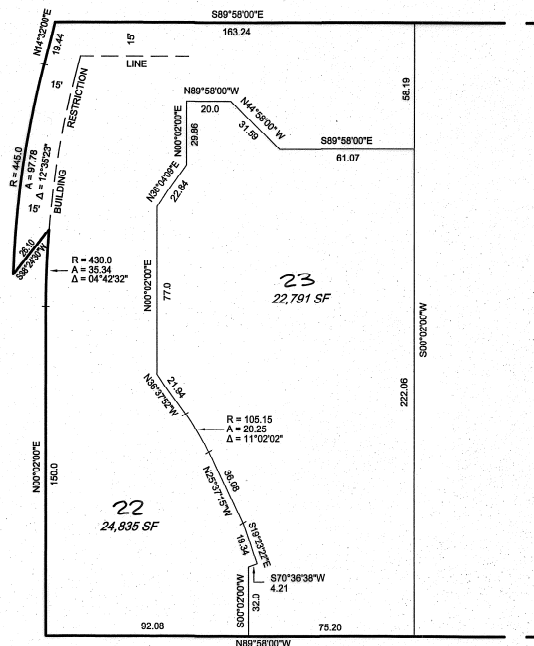 S89°58'00"E
163.24
N14°32'00"E
19.44
15'
LINE
15'
RESTRICTION
BUILDING
15'
R = 445.0
A = 97.78
Δ = 12°35'23"
26.10
S38°24'30"W
58.19
N89°58'00"W
20.0
N44°58'00"W
31.59
S89°58'00"E
61.07
N00°02'00"E
29.86
N36°04'09"E
22.84
R = 430.0
A = 35.34
Δ = 04°42'32"
N00°02'00"E
77.0
23
22,791 SF
S00°02'00"W
222.06
N36°37'52"W
21.94
R = 105.15
A = 20.25
Δ = 11°02'02"
N00°02'00"E
150.0
N25°37'15"W
36.08
22
24,835 SF
S19°23'22"E
19.34
S70°36'38"W
4.21
S00°02'00"W
32.0
92.08
75.20
N89°58'00"W